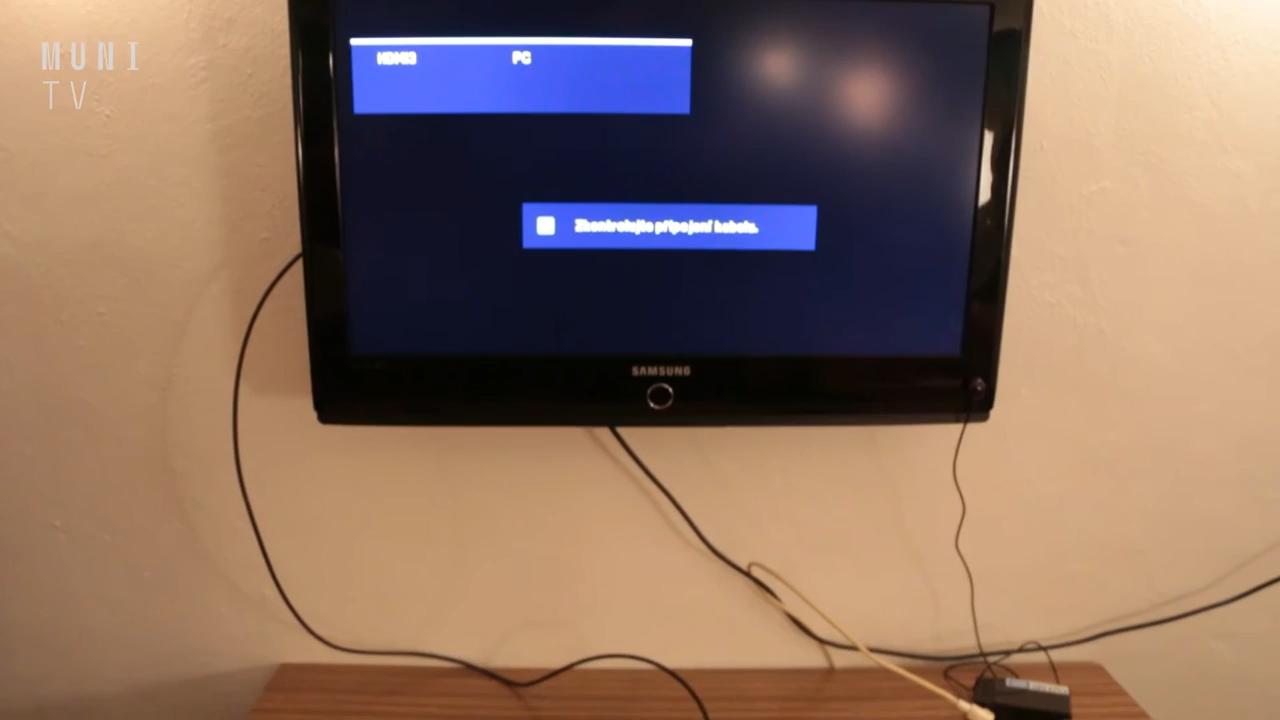 MUNI
TV
HDMI3 PC
Zkontrolujte připojení kabelu.
SAMSUNG